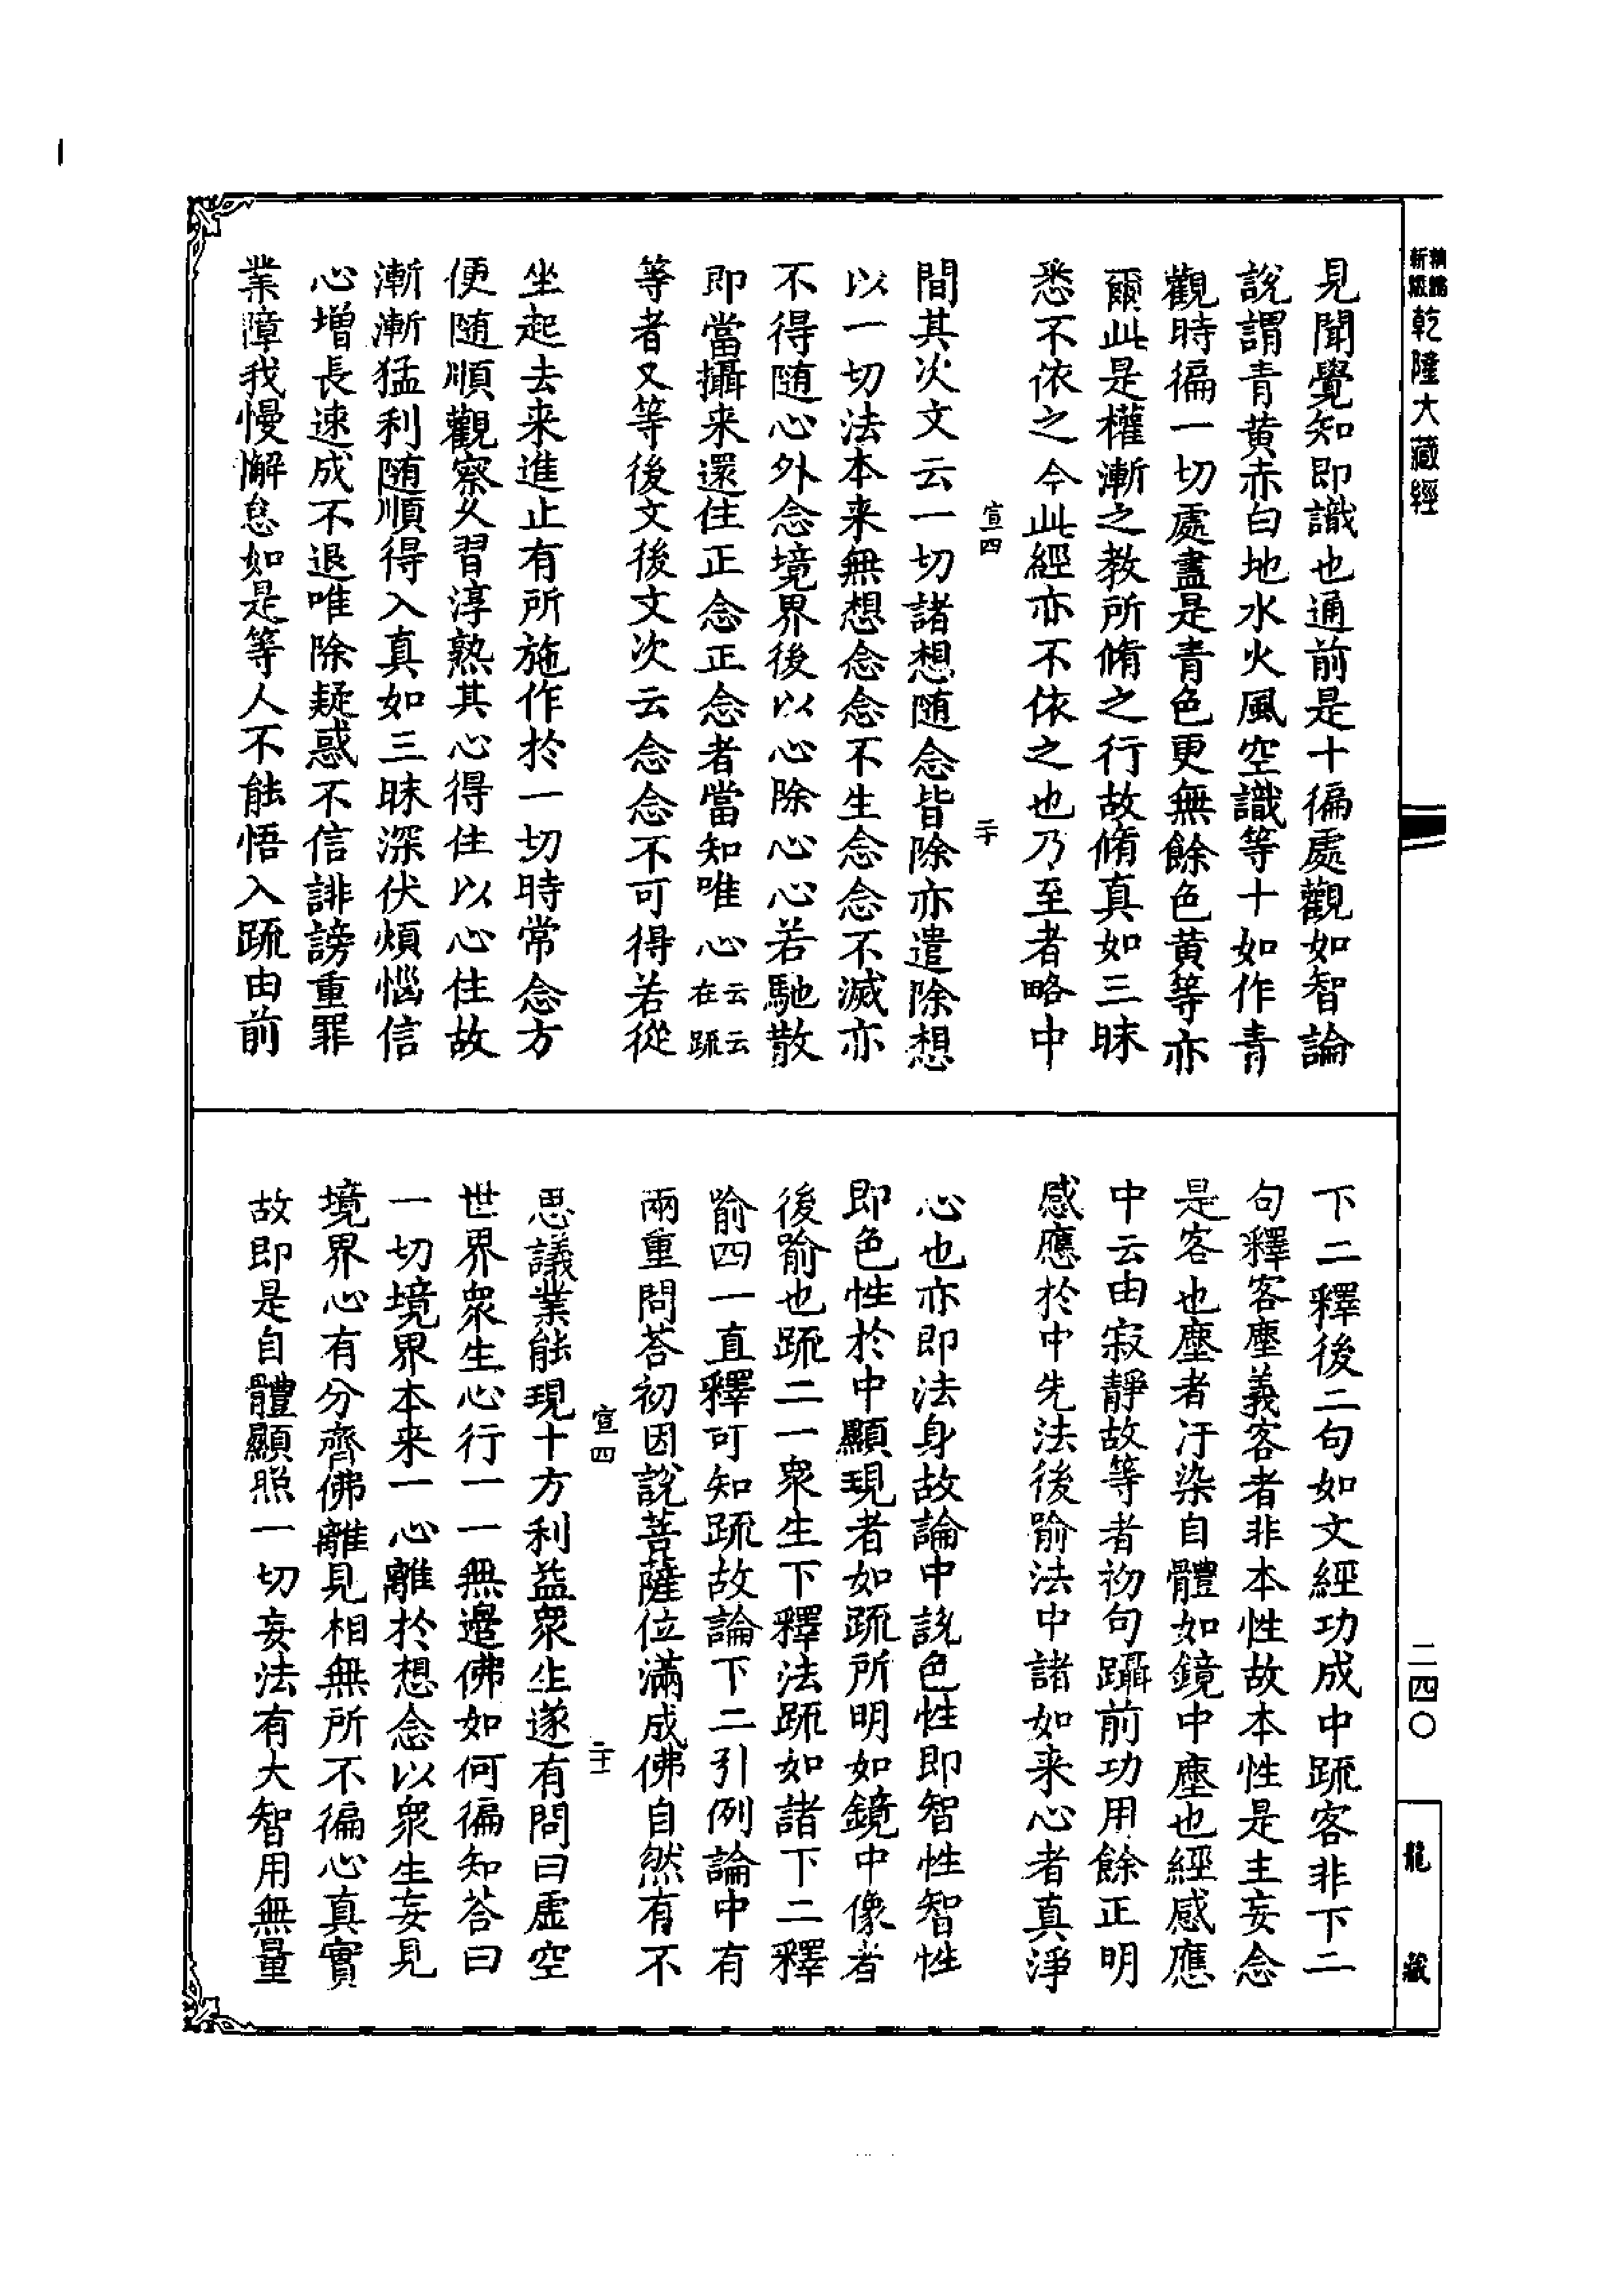 新編縮編乾隆大藏經
見聞覺知即識也通前是十徧處觀如智論
說謂青黃赤白地水火風空識等十如作青
觀時徧一切處盡是青色更無餘色黃等亦
爾此是權漸之教所脩之行故脩真如三昧
悉不依之今此經亦不依之也乃至者略中
宣四
二十
間其次文云一切諸想随念皆除亦遣除想
以一切法本来無想念念不生念念不滅亦
不得随心外念境界後以心除心心若馳散
即當攝来還住正念正念者當知唯心云云在疏
等者又等後文後文次云念念不可得若從
坐起去来進止有所施作於一切時常念方
便随順觀察久習淳熟其心得住以心住故
漸漸猛利随順得入真如三昧深伏煩惱信
心增長速成不退唯除疑惑不信誹謗重罪
業障我慢懈怠如是等人不能悟入疏由前
下二釋後二句如文經功成中疏客非下二
句釋客塵義客者非本性故本性是主妄念
是客也塵者汙染自體如鏡中塵也經感應
中云由寂靜故等者初句躡前功用餘正明
感應於中先法後喻法中諸如来心者真淨
心也亦即法身故論中說色性即智性智性
即色性於中顯現者如疏所明如鏡中像者
後喻也疏二一衆生下釋法疏如諸下二釋
喻四一直釋可知疏故論下二引例論中有
兩重問荅初因說菩薩位滿成佛自然有不
宣四
二十一
思議業能現十方利益衆生遂有問曰虛空
世界衆生心行一一無邊佛如何徧知荅曰
一切境界本来一心離於想念以衆生妄見
境界心有分齊佛離見相無所不徧心真實
故即是自體顯照一切妄法有大智用無量
二四〇
龍藏